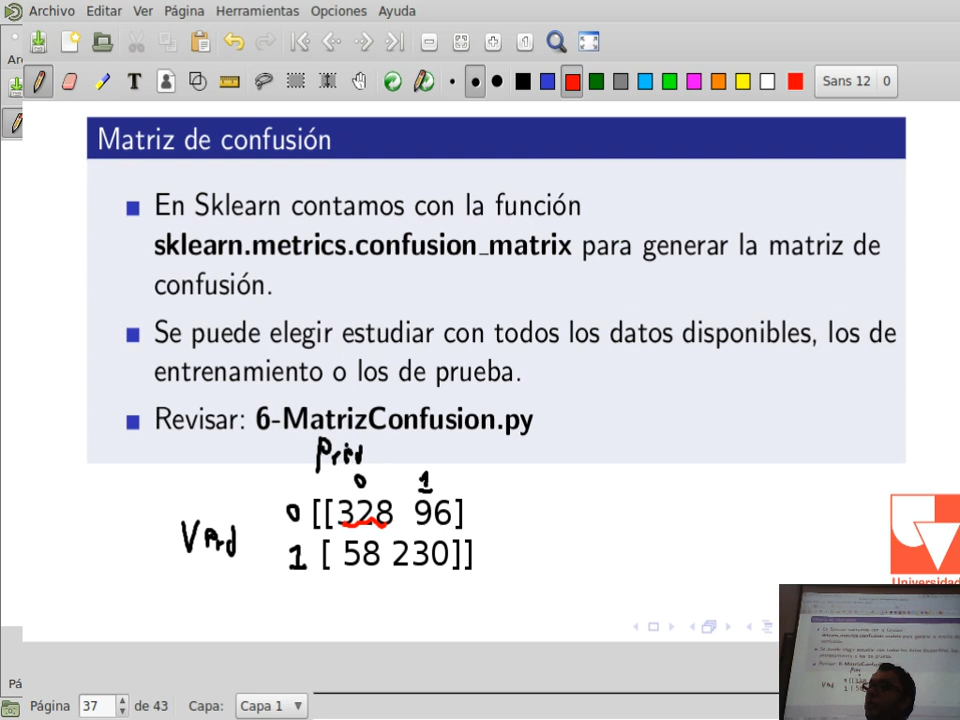 Archivo Editar Ver Página Herramientas Opciones Ayuda
Sans 12 0
Matriz de confusión
En Sklearn contamos con la función
sklearn.metrics.confusion_matrix para generar la matriz de
confusión.
Se puede elegir estudiar con todos los datos disponibles, los de
entrenamiento o los de prueba.
Revisar: 6-MatrizConfusion.py
Pred
0 1
0 [[328 96]
Verd
1 [ 58 230]]
Universidad
Pá
Página 37 de 43 Capa: Capa 1